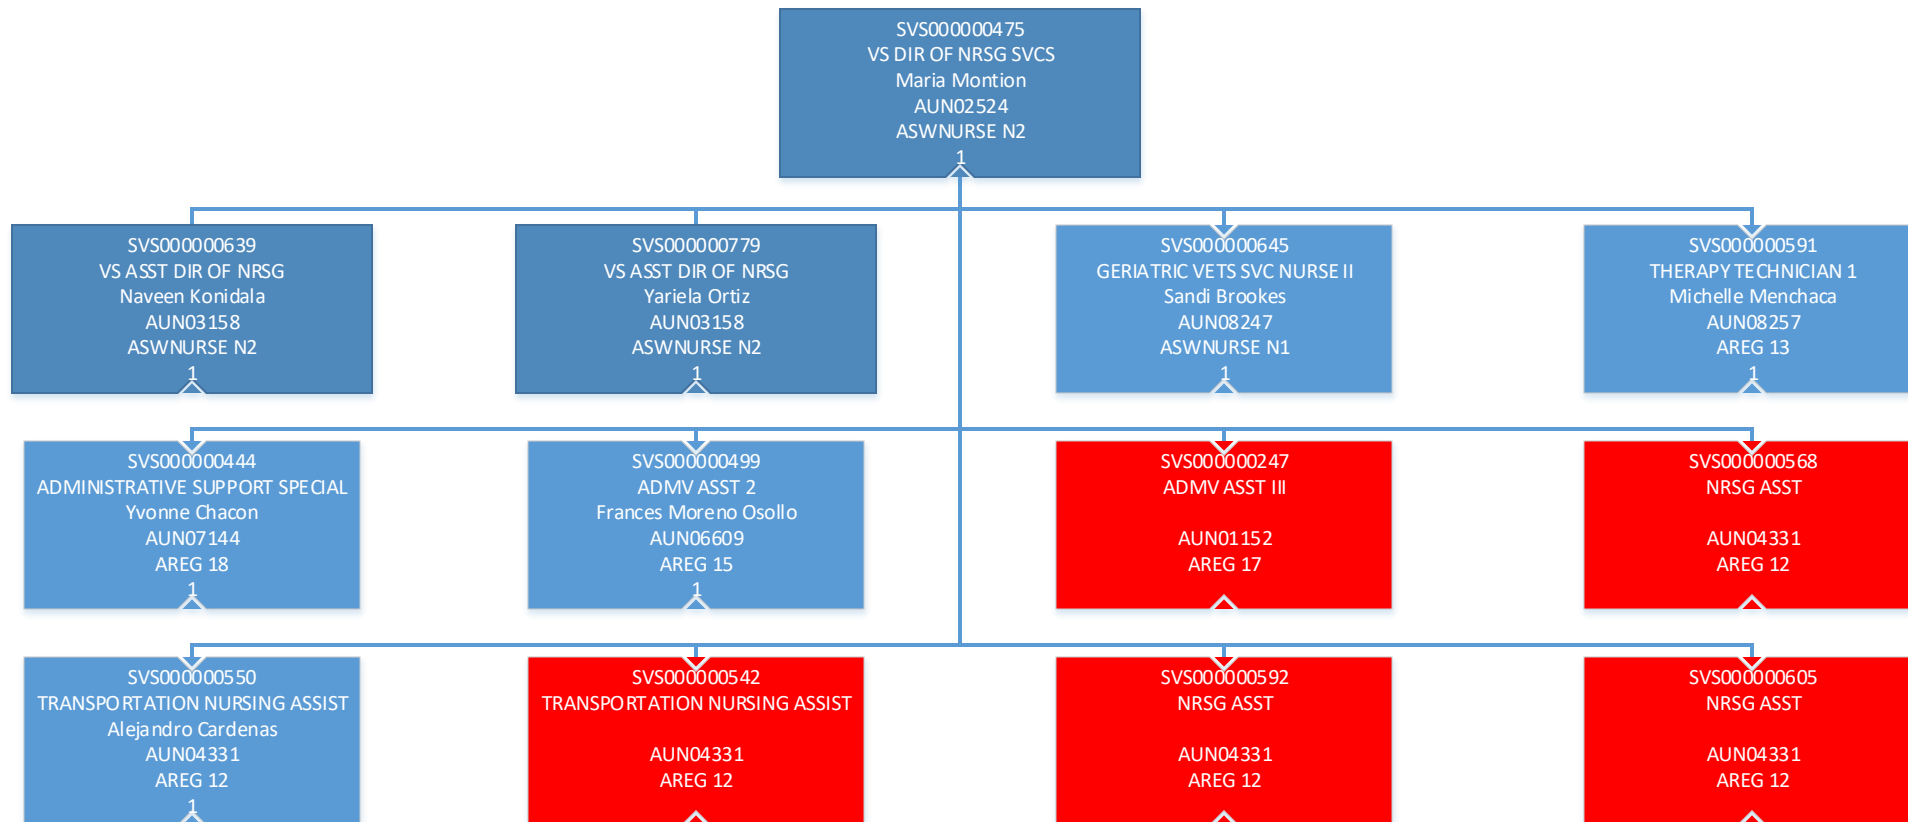 SVS000000475
VS DIR OF NRSG SVCS
Maria Montion
AUN02524
ASWNURSE N2
1
SVS000000639
VS ASST DIR OF NRSG
Naveen Konidala
AUN03158
ASWNURSE N2
1
SVS000000779
VS ASST DIR OF NRSG
Yariela Ortiz
AUN03158
ASWNURSE N2
1
SVS000000645
GERIATRIC VETS SVC NURSE II
Sandi Brookes
AUN08247
ASWNURSE N1
1
SVS000000591
THERAPY TECHNICIAN 1
Michelle Menchaca
AUN08257
AREG 13
1
SVS000000444
ADMINISTRATIVE SUPPORT SPECIAL
Yvonne Chacon
AUN07144
AREG 18
1
SVS000000499
ADMV ASST 2
Frances Moreno Osollo
AUN06609
AREG 15
1
SVS000000247
ADMV ASST III
AUN01152
AREG 17
SVS000000568
NRSG ASST
AUN04331
AREG 12
SVS000000550
TRANSPORTATION NURSING ASSIST
Alejandro Cardenas
AUN04331
AREG 12
1
SVS000000542
TRANSPORTATION NURSING ASSIST
AUN04331
AREG 12
SVS000000592
NRSG ASST
AUN04331
AREG 12
SVS000000605
NRSG ASST
AUN04331
AREG 12